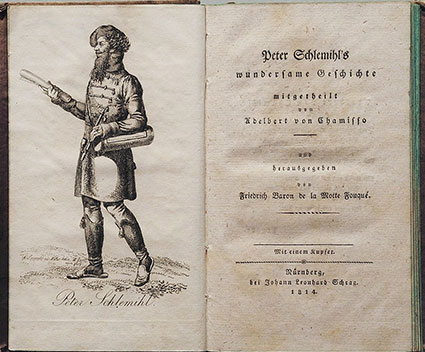 Peter Schlemihl
Peter Schlemihl's
wundersame Geschichte
mitgetheilt
von
Adelbert von Chamisso
und
herausgegeben
von
Friedrich Baron de la Motte Fouqué.
Mit einem Kupfer.
Nürnberg,
bei Johann Leonhard Schrag.
1814.